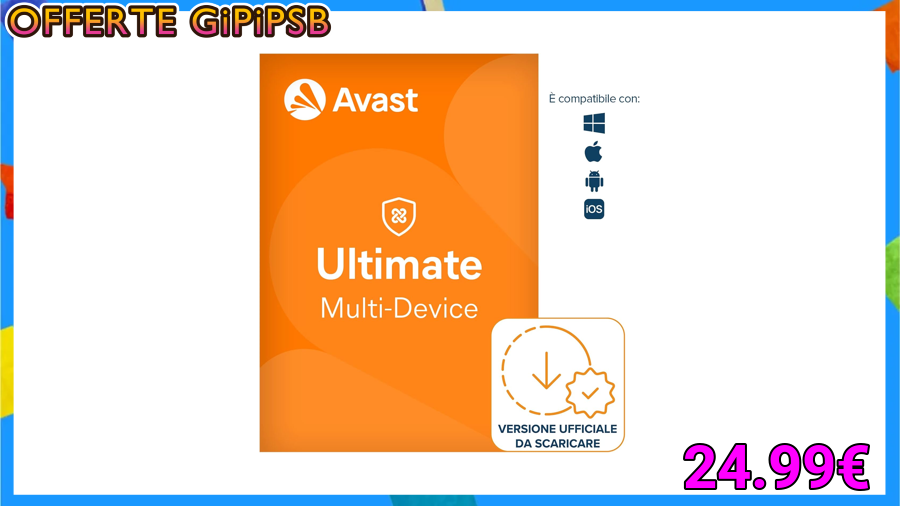 OFFERTE GiPiPSB
Avast
È compatibile con:
iOS
Ultimate
Multi-Device
VERSIONE UFFICIALE
DA SCARICARE
24.99€